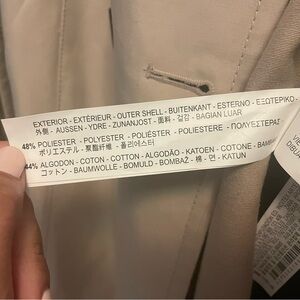 EXTERIOR - EXTÉRIEUR - OUTER SHELL - BUITENKANT - ESTERNO - ΕΞΩΤΕΡΙΚΟ -
外側 - AUSSEN - YDRE - ZUNANJOST - 面料 - 겉감 - BAGIAN LUAR
48% POLIESTER - POLYESTER - POLIÉSTER - POLIESTERE - ΠΟΛΥΕΣΤΕΡΑΣ
ポリエステル - 聚酯纤维 - 폴리에스터
44% ALGODON - COTON - COTTON - ALGODÃO - KATOEN - COTONE - ΒΑΜΒΑΚΙ
コットン - BAUMWOLLE - BOMULD - BOMBAŽ - 棉 - 면 - KATUN